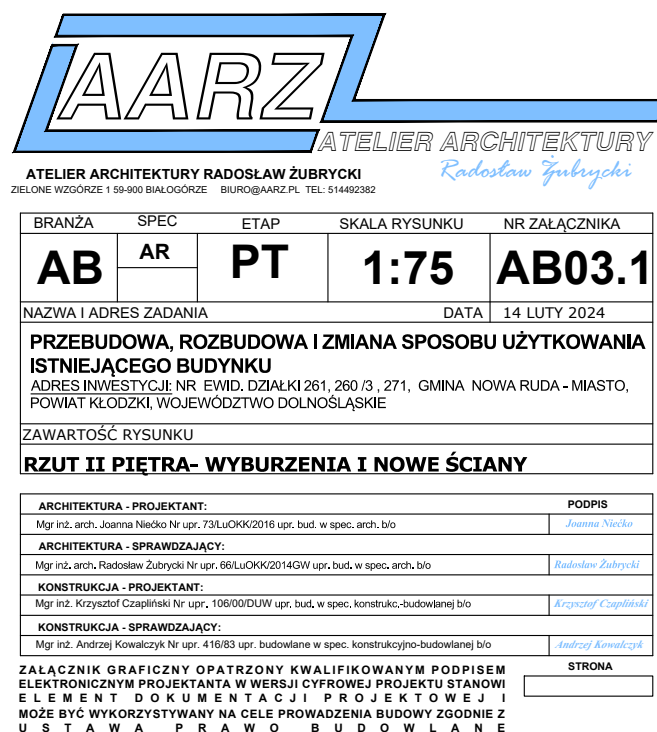 AARZ
ATELIER ARCHITEKTURY
Radosław Żubrycki
ATELIER ARCHITEKTURY RADOSŁAW ŻUBRYCKI
ZIELONE WZGÓRZE 1 59-900 BIAŁOGÓRZE BIURO@AARZ.PL TEL: 514492382
BRANŻA SPEC ETAP SKALA RYSUNKU NR ZAŁĄCZNIKA
AB AR PT 1:75 AB03.1
NAZWA I ADRES ZADANIA DATA 14 LUTY 2024
PRZEBUDOWA, ROZBUDOWA I ZMIANA SPOSOBU UŻYTKOWANIA
ISTNIEJĄCEGO BUDYNKU
ADRES INWESTYCJI: NR EWID. DZIAŁKI 261, 260 /3 , 271, GMINA NOWA RUDA - MIASTO,
POWIAT KŁODZKI, WOJEWÓDZTWO DOLNOŚLĄSKIE
ZAWARTOŚĆ RYSUNKU
RZUT II PIĘTRA- WYBURZENIA I NOWE ŚCIANY
ARCHITEKTURA - PROJEKTANT: PODPIS
Mgr inż. arch. Joanna Niećko Nr upr. 73/LuOKK/2016 upr. bud. w spec. arch. b/o Joanna Niećko
ARCHITEKTURA - SPRAWDZAJĄCY:
Mgr inż. arch. Radosław Żubrycki Nr upr. 66/LuOKK/2014GW upr. bud. w spec. arch. b/o Radosław Żubrycki
KONSTRUKCJA - PROJEKTANT:
Mgr inż. Krzysztof Czapliński Nr upr. 106/00/DUW upr. bud. w spec. konstrukc.-budowlanej b/o Krzysztof Czapliński
KONSTRUKCJA - SPRAWDZAJĄCY:
Mgr inż. Andrzej Kowalczyk Nr upr. 416/83 upr. budowlane w spec. konstrukcyjno-budowlanej b/o Andrzej Kowalczyk
ZAŁĄCZNIK GRAFICZNY OPATRZONY KWALIFIKOWANYM PODPISEM STRONA
ELEKTRONICZNYM PROJEKTANTA W WERSJI CYFROWEJ PROJEKTU STANOWI
ELEMENT DOKUMENTACJI PROJEKTOWEJ I
MOŻE BYĆ WYKORZYSTYWANY NA CELE PROWADZENIA BUDOWY ZGODNIE Z
USTAWA PRAWO BUDOWLANE